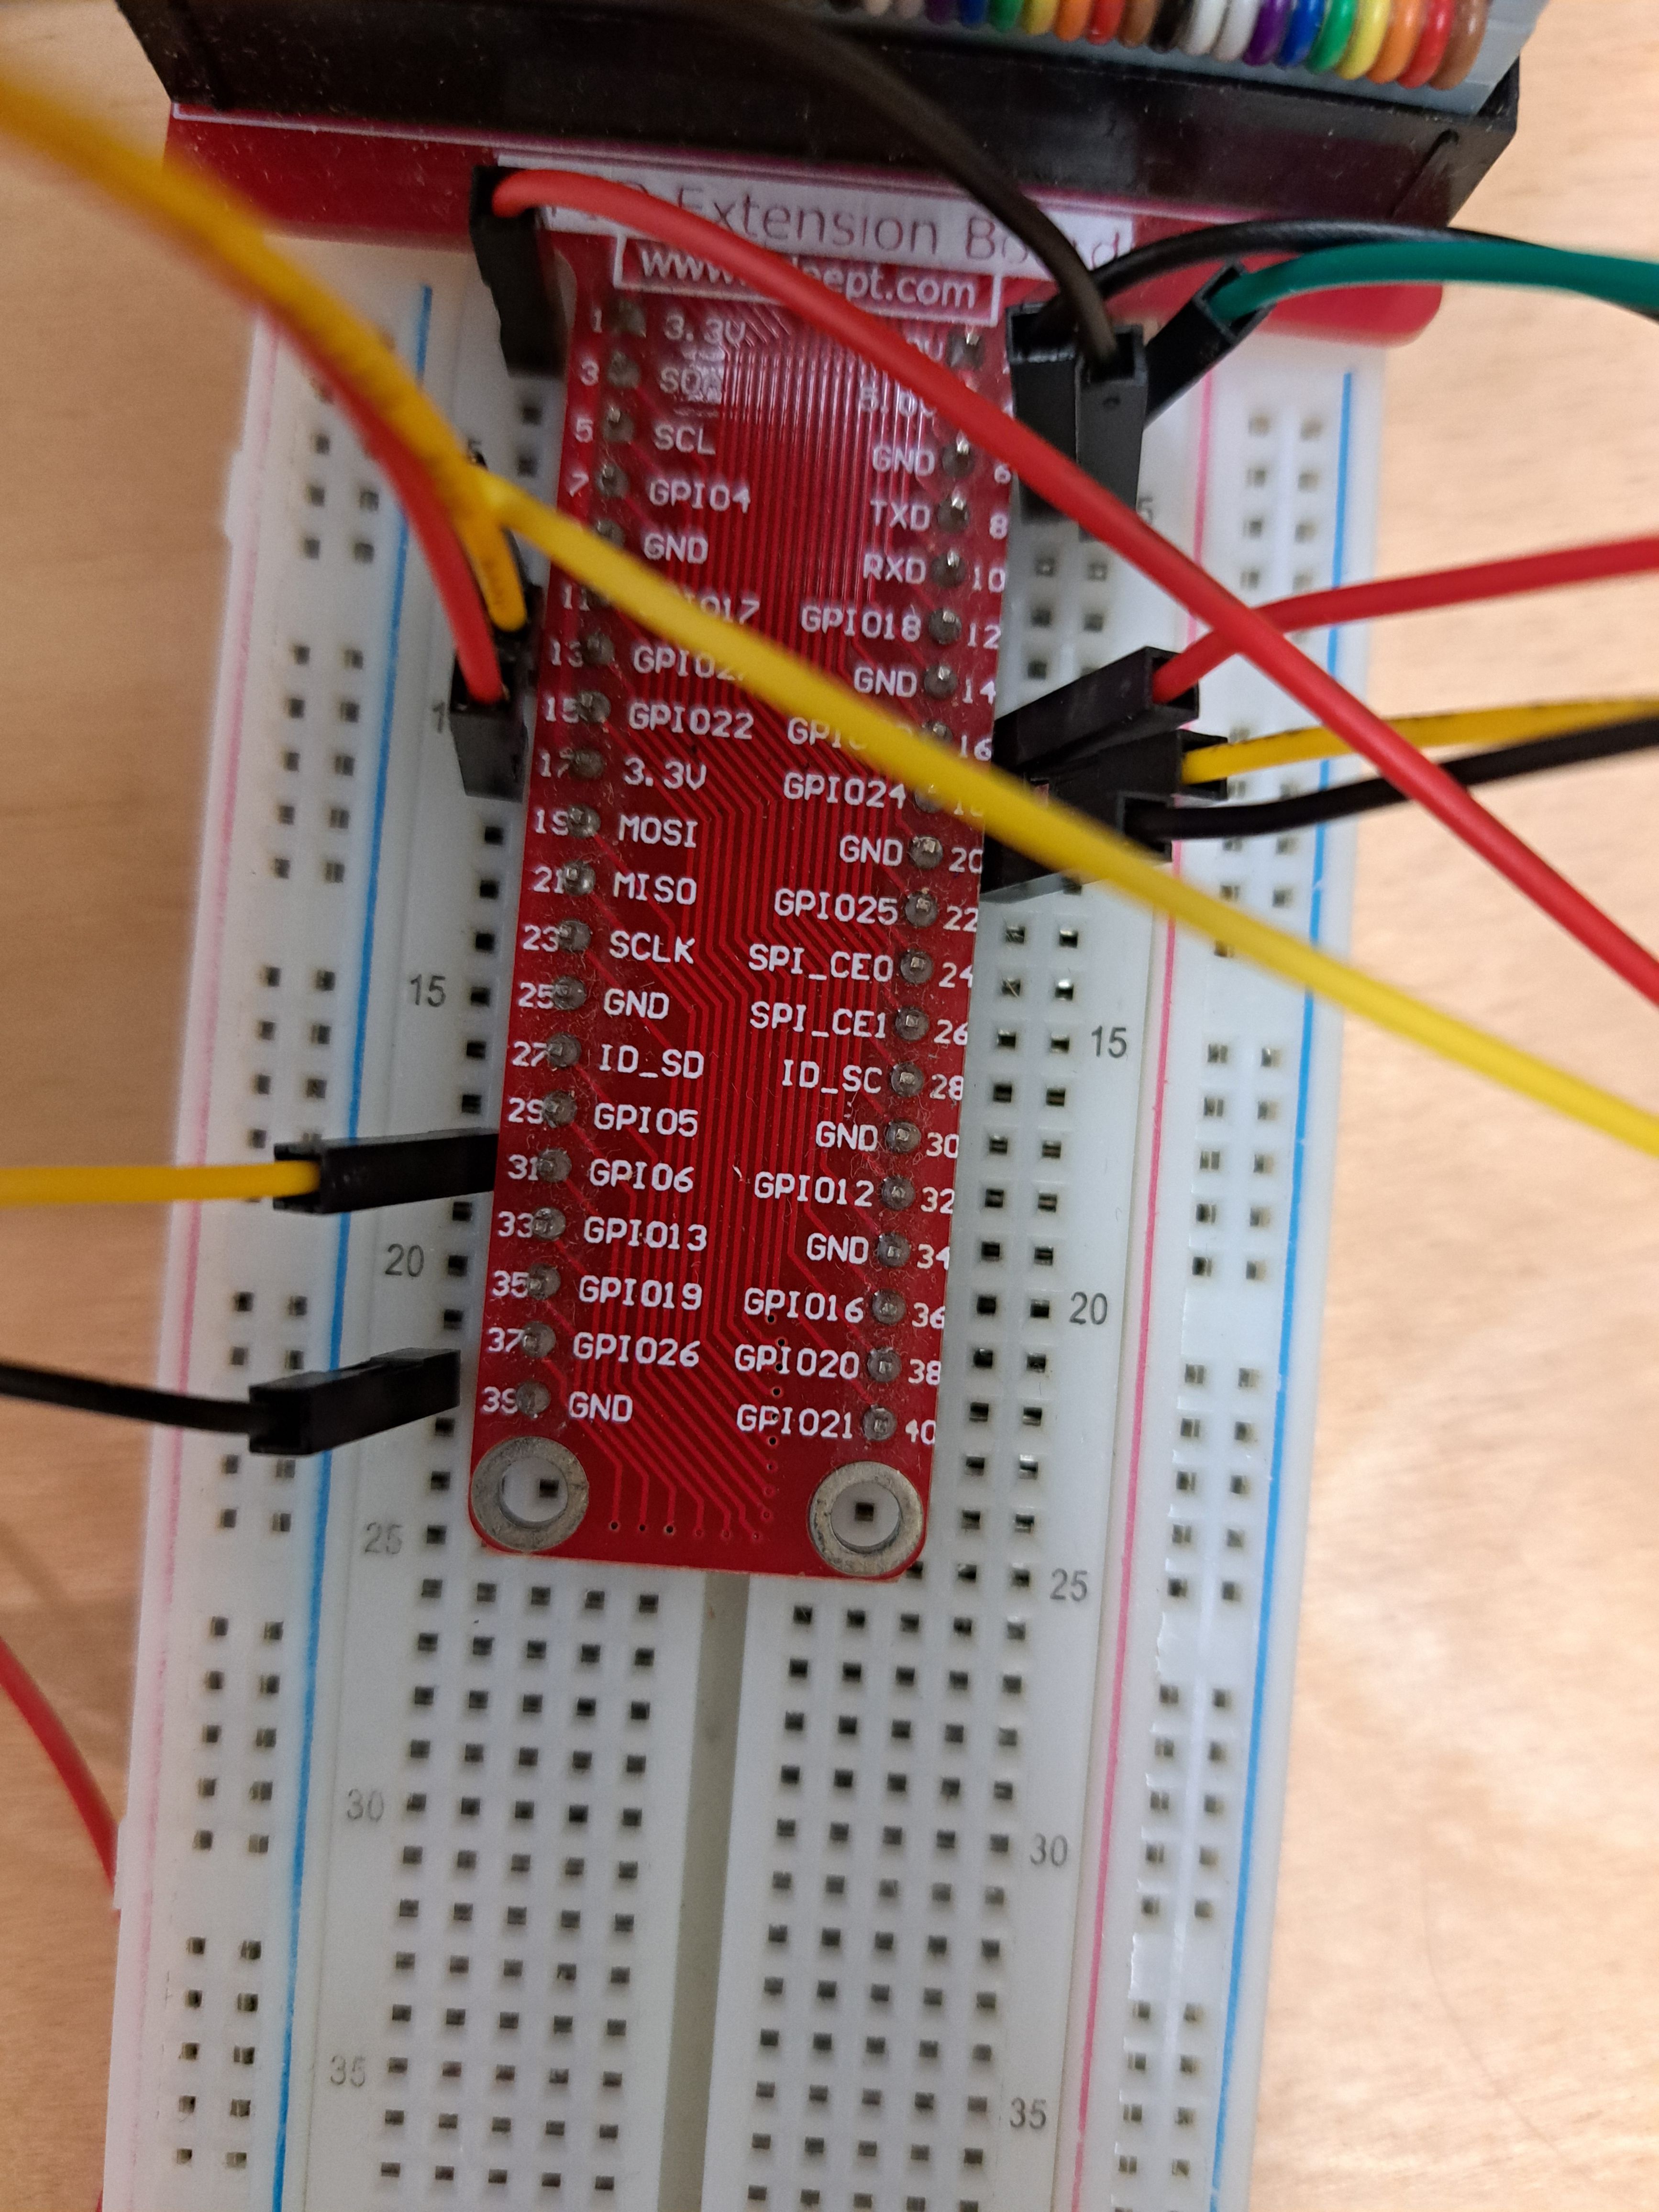 Extension Board
1 3.3V
3
5 SCL GND 6
7 GPIO4 TXD 8
GND RXD 10
11 GPIO18 12
13 GND 14
15 GPIO22 16
17 3.3V GPIO24
19 MOSI GND 20
21 MISO GPIO25 22
23 SCLK SPI_CE0 24
25 GND SPI_CE1 26
27 ID_SD ID_SC 28
29 GPIO5 GND 30
31 GPIO6 GPIO12 32
33 GPIO13 GND 34
35 GPIO19 GPIO16 36
37 GPIO26 GPIO20 38
39 GND GPIO21 40
15 15
20 20
25 25
30 30
35 35